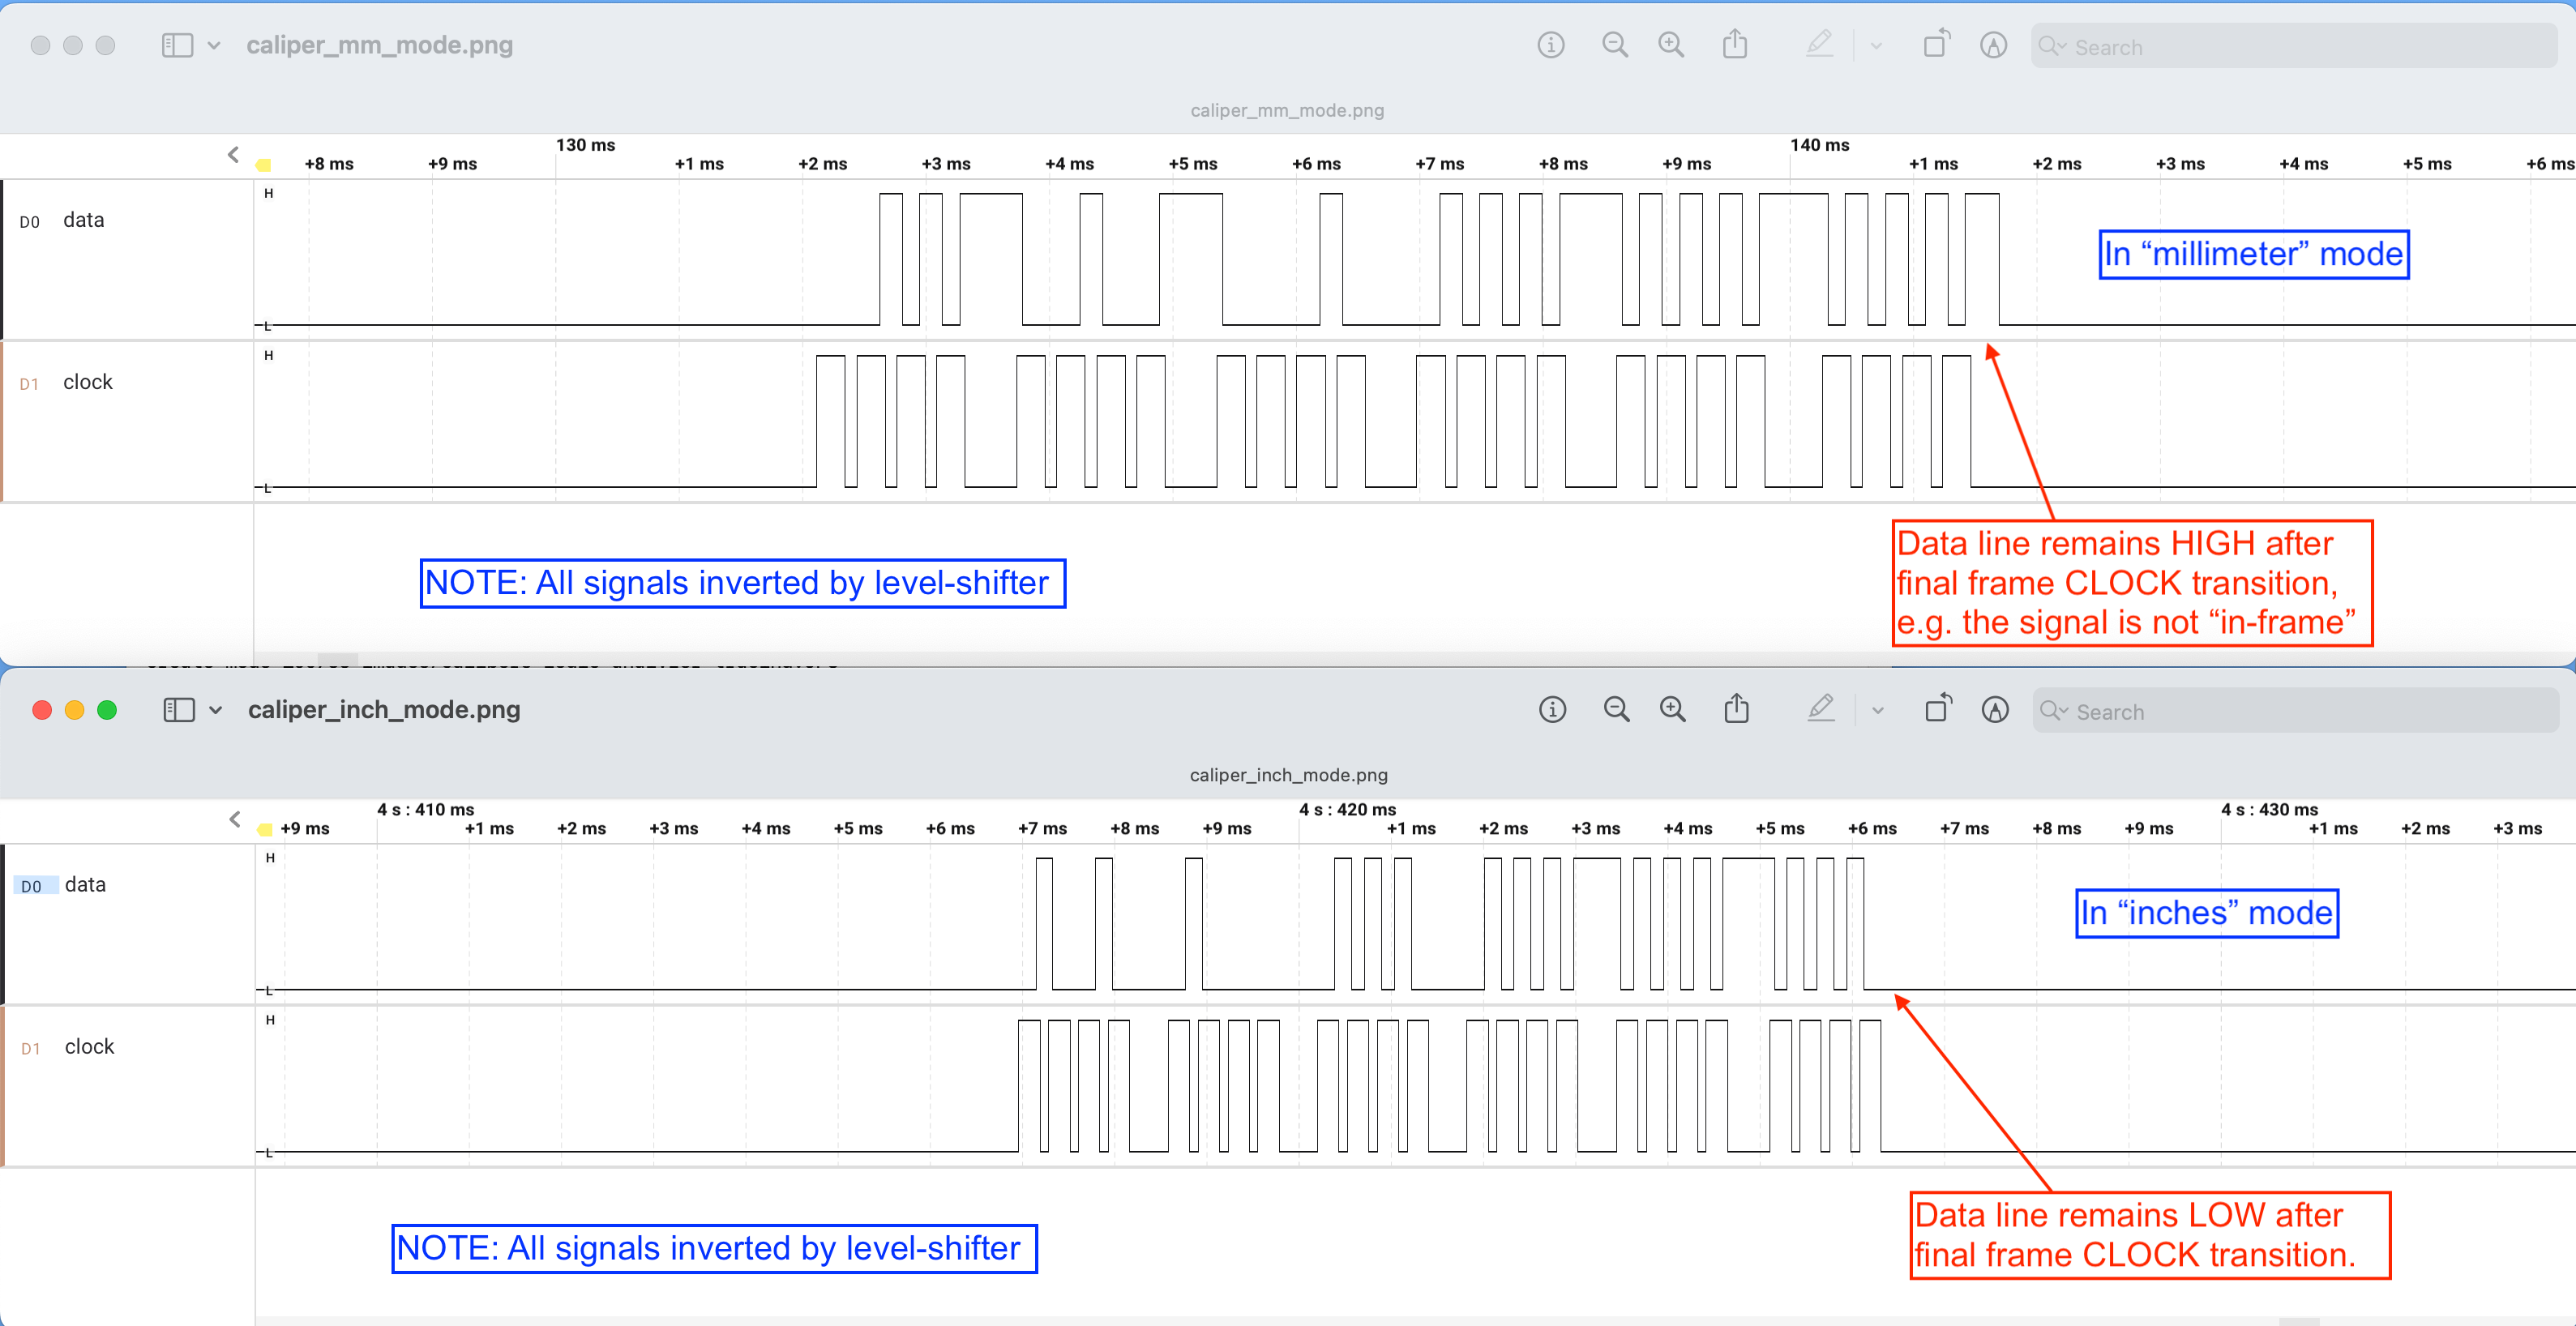 caliper_mm_mode.png
Search
caliper_mm_mode.png
130 ms
140 ms
+8 ms +9 ms +1 ms +2 ms +3 ms +4 ms +5 ms +6 ms +7 ms +8 ms +9 ms +1 ms +2 ms +3 ms +4 ms +5 ms +6 ms
H
D0 data
L
In “millimeter” mode
H
D1 clock
L
NOTE: All signals inverted by level-shifter
Data line remains HIGH after
final frame CLOCK transition,
e.g. the signal is not “in-frame”
caliper_inch_mode.png
Search
caliper_inch_mode.png
4 s : 410 ms
4 s : 420 ms
4 s : 430 ms
+9 ms +1 ms +2 ms +3 ms +4 ms +5 ms +6 ms +7 ms +8 ms +9 ms +1 ms +2 ms +3 ms +4 ms +5 ms +6 ms +7 ms +8 ms +9 ms +1 ms +2 ms +3 ms
H
D0 data
L
In “inches” mode
H
D1 clock
L
NOTE: All signals inverted by level-shifter
Data line remains LOW after
final frame CLOCK transition.